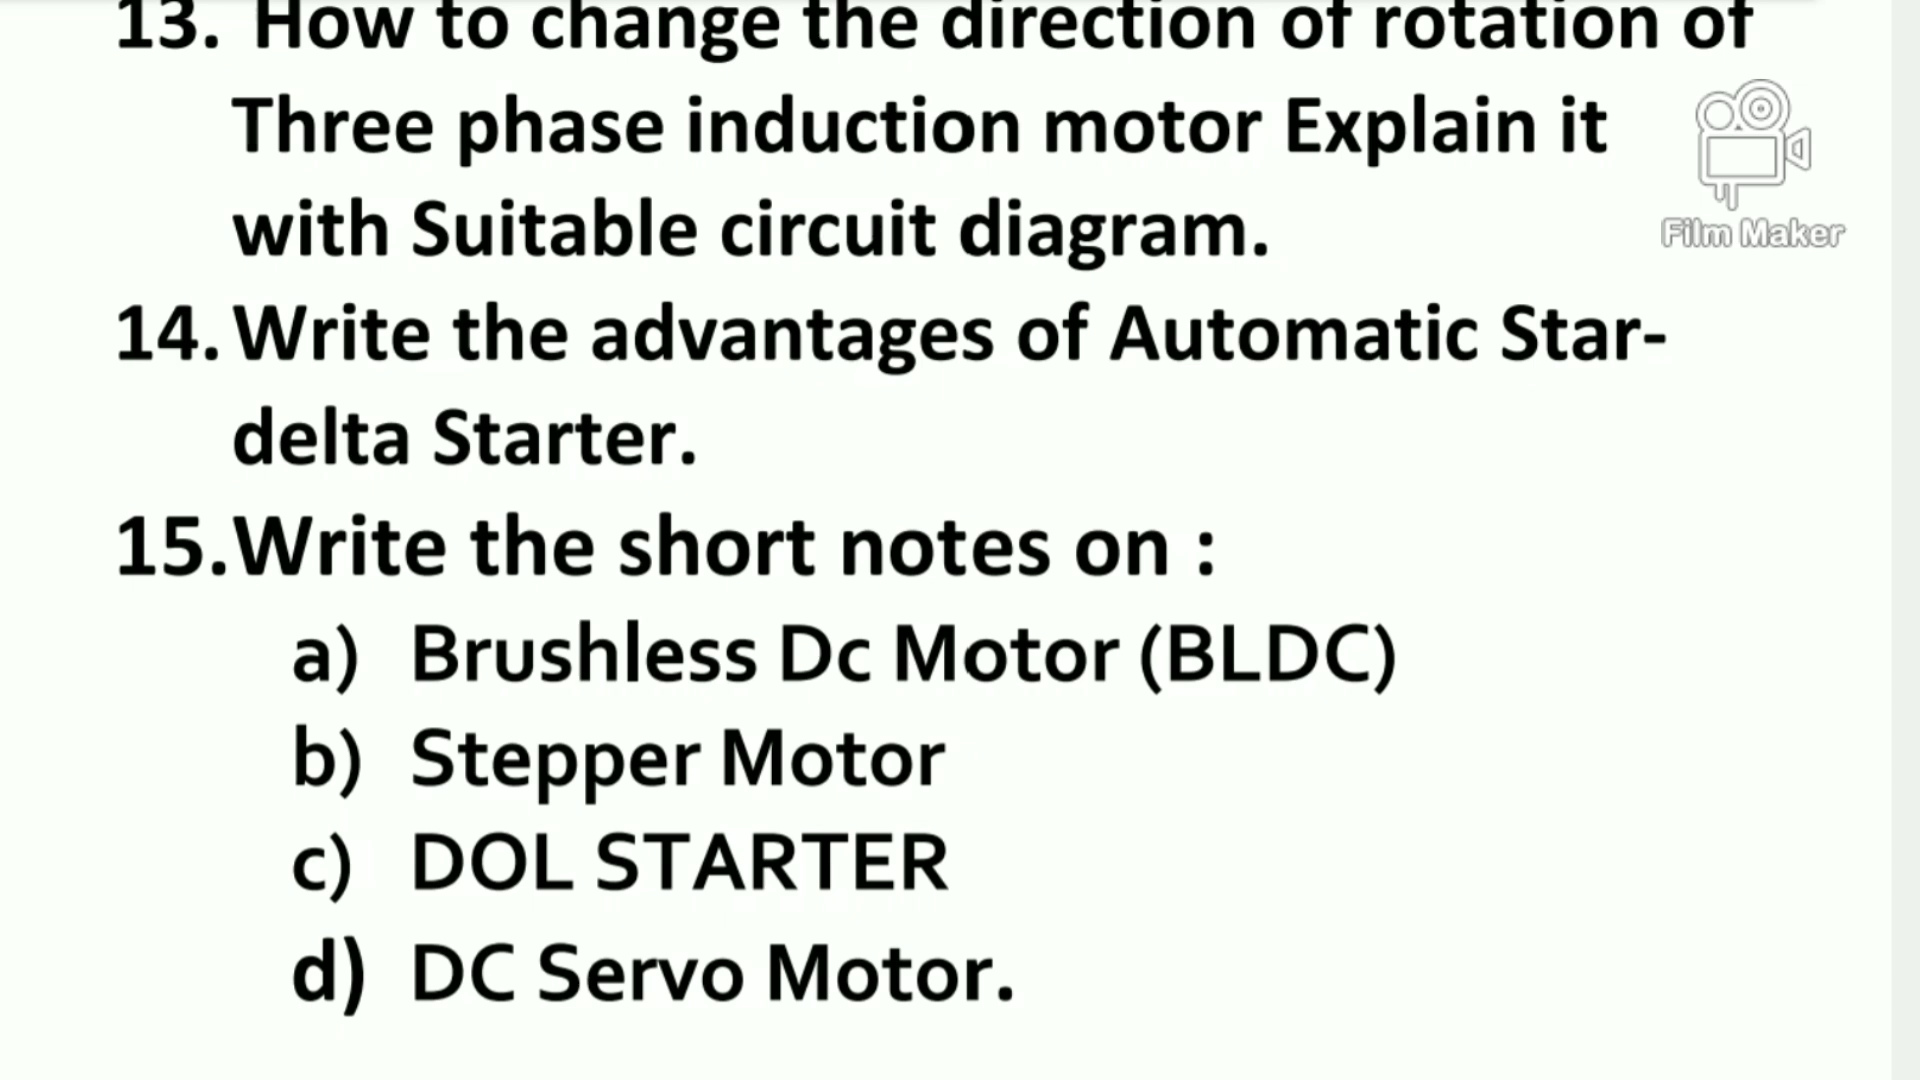 13. How to change the direction of rotation of
Three phase induction motor Explain it
with Suitable circuit diagram.
Film Maker
14. Write the advantages of Automatic Star-
delta Starter.
15.Write the short notes on :
a) Brushless Dc Motor (BLDC)
b) Stepper Motor
c) DOL STARTER
d) DC Servo Motor.